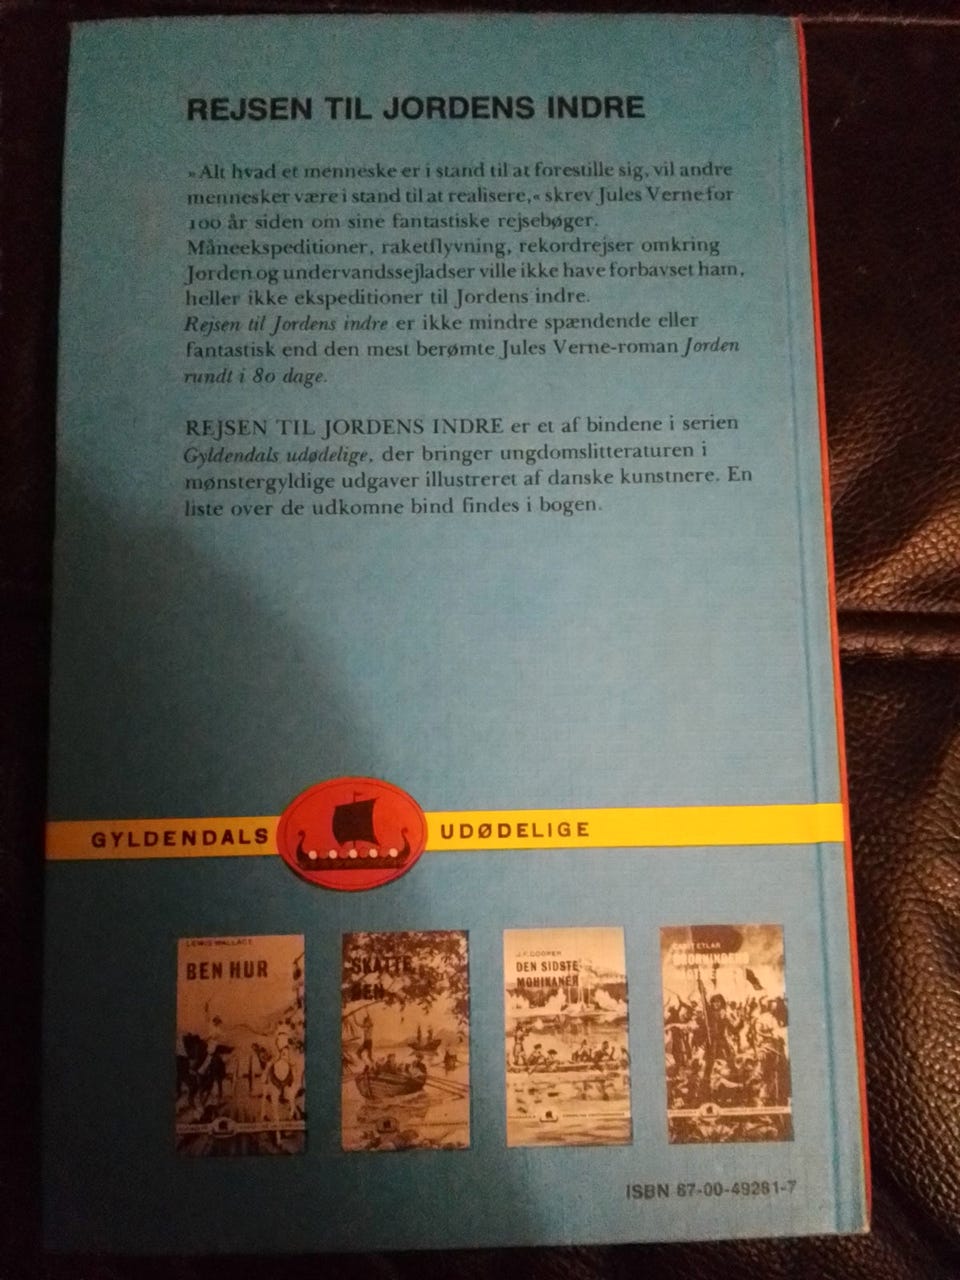 REJSEN TIL JORDENS INDRE
»Alt hvad et menneske er i stand til at forestille sig, vil andre
mennesker være i stand til at realisere,« skrev Jules Verne for
100 år siden om sine fantastiske rejsebøger.
Måneekspeditioner, raketflyvning, rekordrejser omkring
Jorden og undervandssejladser ville ikke have forbavset ham,
heller ikke ekspeditioner til Jordens indre.
Rejsen til Jordens indre er ikke mindre spændende eller
fantastisk end den mest berømte Jules Verne-roman Jorden
rundt i 80 dage.
REJSEN TIL JORDENS INDRE er et af bindene i serien
Gyldendals udødelige, der bringer ungdomslitteraturen i
mønstergyldige udgaver illustreret af danske kunstnere. En
liste over de udkomne bind findes i bogen.
GYLDENDALS UDØDELIGE
LEWIS WALLACE
BEN HUR
SKATTE
J.F. COOPER
DEN SIDSTE
MOHIKANER
CARIT ETLAR
ISBN 87-00-49281-7